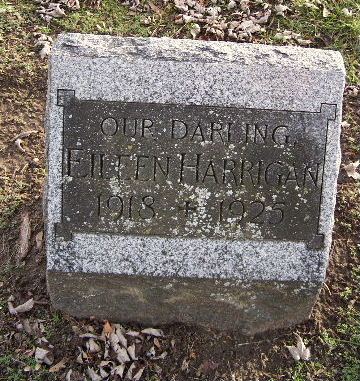 OUR DARLING,
EILEEN HARRIGAN
1918 + 1925